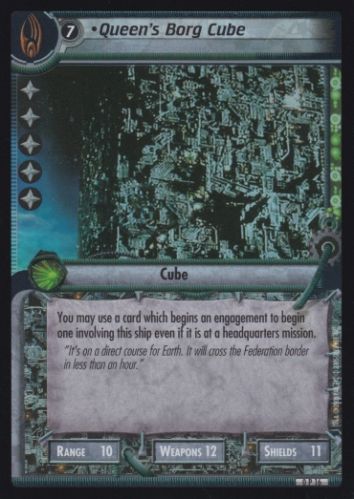 7 •Queen's Borg Cube
Cube
You may use a card which begins an engagement to begin
one involving this ship even if it is at a headquarters mission.
"It's on a direct course for Earth. It will cross the Federation border
in less than an hour."
RANGE 10 WEAPONS 12 SHIELDS 11
0 P 16